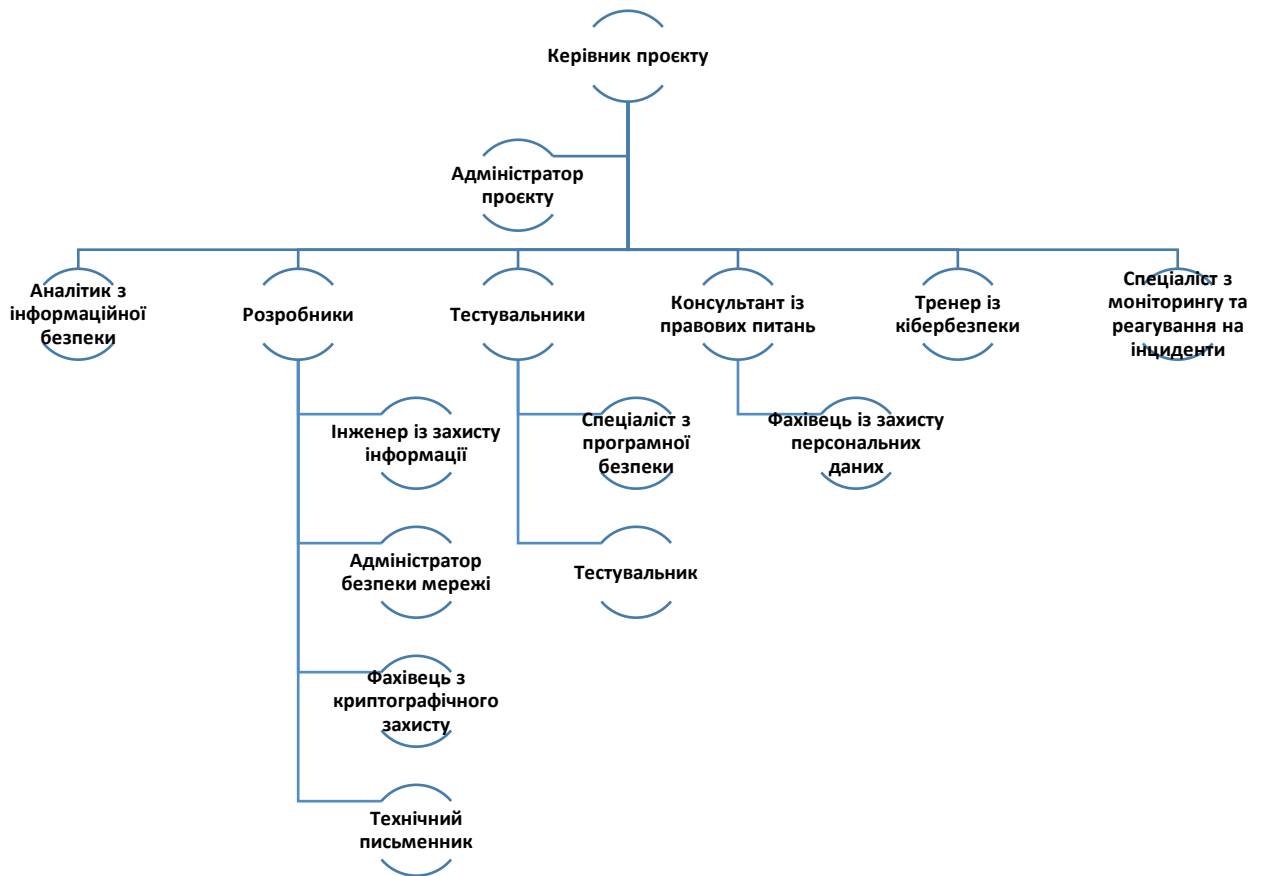 Керівник проєкту
Адміністратор
проєкту
Аналітик з
інформаційної
безпеки
Розробники
Тестувальники
Консультант із
правових питань
Тренер із
кібербезпеки
Спеціаліст з
моніторингу та
реагування на
інциденти
Інженер із захисту
інформації
Спеціаліст з
програмної
безпеки
Фахівець із захисту
персональних
даних
Адміністратор
безпеки мережі
Тестувальник
Фахівець з
криптографічного
захисту
Технічний
письменник